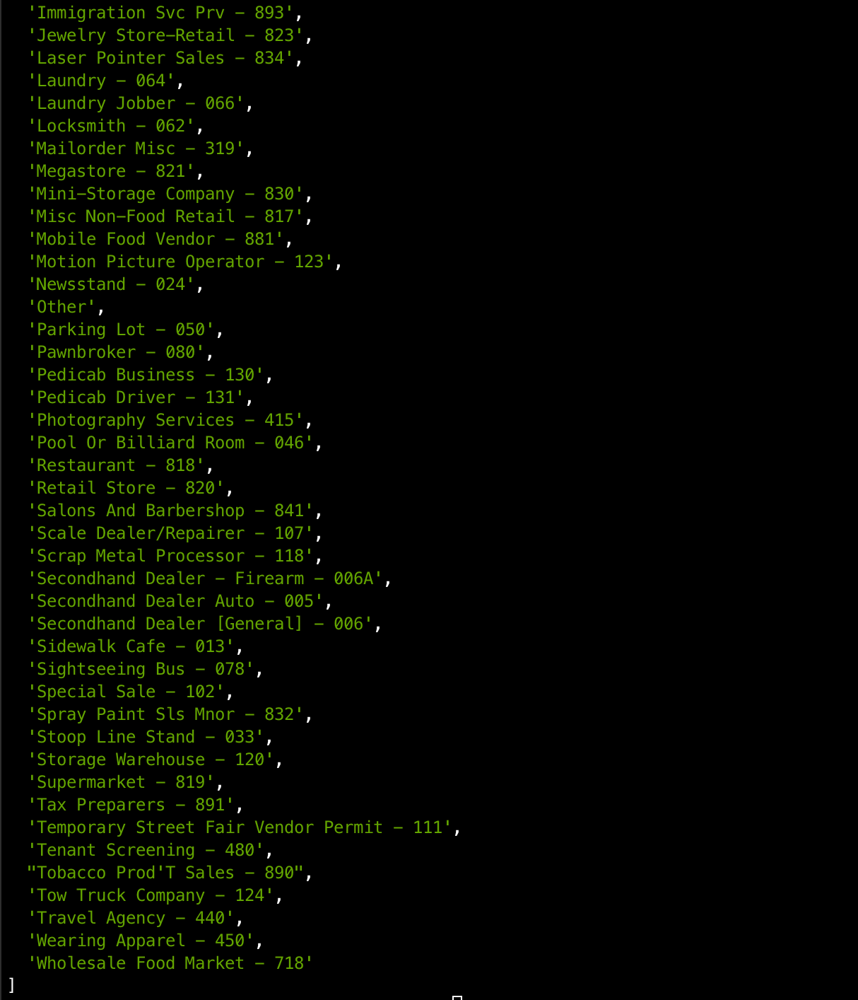 'Immigration Svc Prv - 893',
'Jewelry Store-Retail - 823',
'Laser Pointer Sales - 834',
'Laundry - 064',
'Laundry Jobber - 066',
'Locksmith - 062',
'Mailorder Misc - 319',
'Megastore - 821',
'Mini-Storage Company - 830',
'Misc Non-Food Retail - 817',
'Mobile Food Vendor - 881',
'Motion Picture Operator - 123',
'Newsstand - 024',
'Other',
'Parking Lot - 050',
'Pawnbroker - 080',
'Pedicab Business - 130',
'Pedicab Driver - 131',
'Photography Services - 415',
'Pool Or Billiard Room - 046',
'Restaurant - 818',
'Retail Store - 820',
'Salons And Barbershop - 841',
'Scale Dealer/Repairer - 107',
'Scrap Metal Processor - 118',
'Secondhand Dealer - Firearm - 006A',
'Secondhand Dealer Auto - 005',
'Secondhand Dealer [General] - 006',
'Sidewalk Cafe - 013',
'Sightseeing Bus - 078',
'Special Sale - 102',
'Spray Paint Sls Mnor - 832',
'Stoop Line Stand - 033',
'Storage Warehouse - 120',
'Supermarket - 819',
'Tax Preparers - 891',
'Temporary Street Fair Vendor Permit - 111',
'Tenant Screening - 480',
"Tobacco Prod'T Sales - 890",
'Tow Truck Company - 124',
'Travel Agency - 440',
'Wearing Apparel - 450',
'Wholesale Food Market - 718'
]